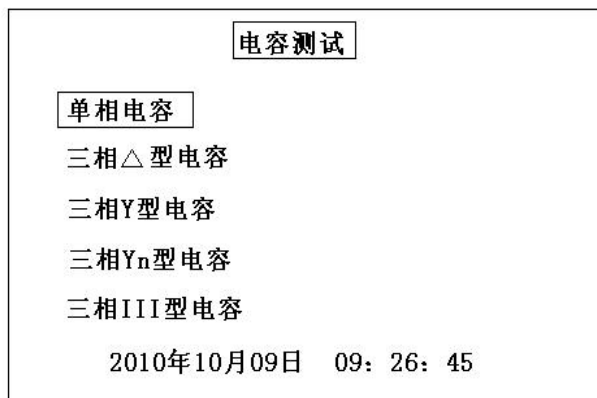 电容测试
单相电容
三相△型电容
三相Y型电容
三相Yn型电容
三相III型电容
2010年10月09日 09: 26: 45